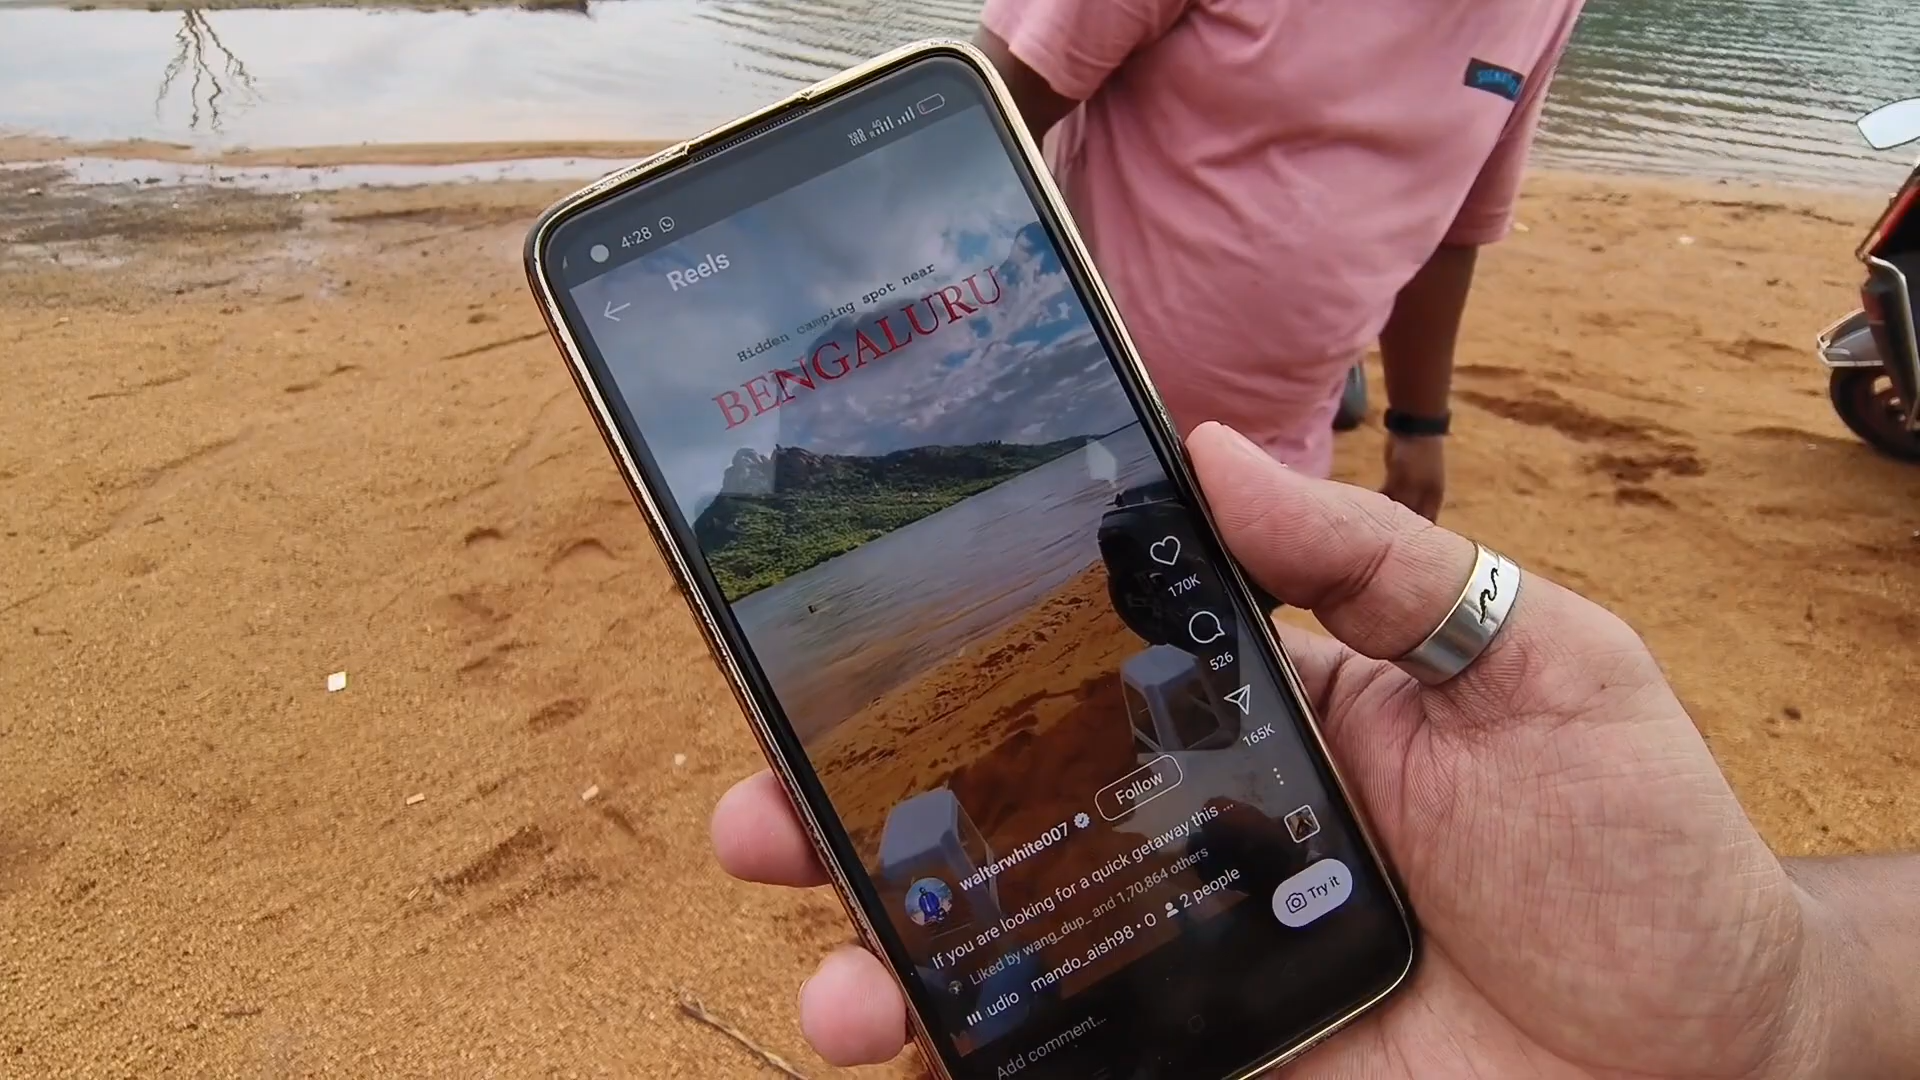 4:28
Reels
Hidden camping spot near
BENGALURU
170K
526
165K
walterwhite007
Follow
If you are looking for a quick getaway this ...
Liked by wang_dup_ and 1,70,864 others
udio mando_aish98 • O 2 people
Try it
Add comment...